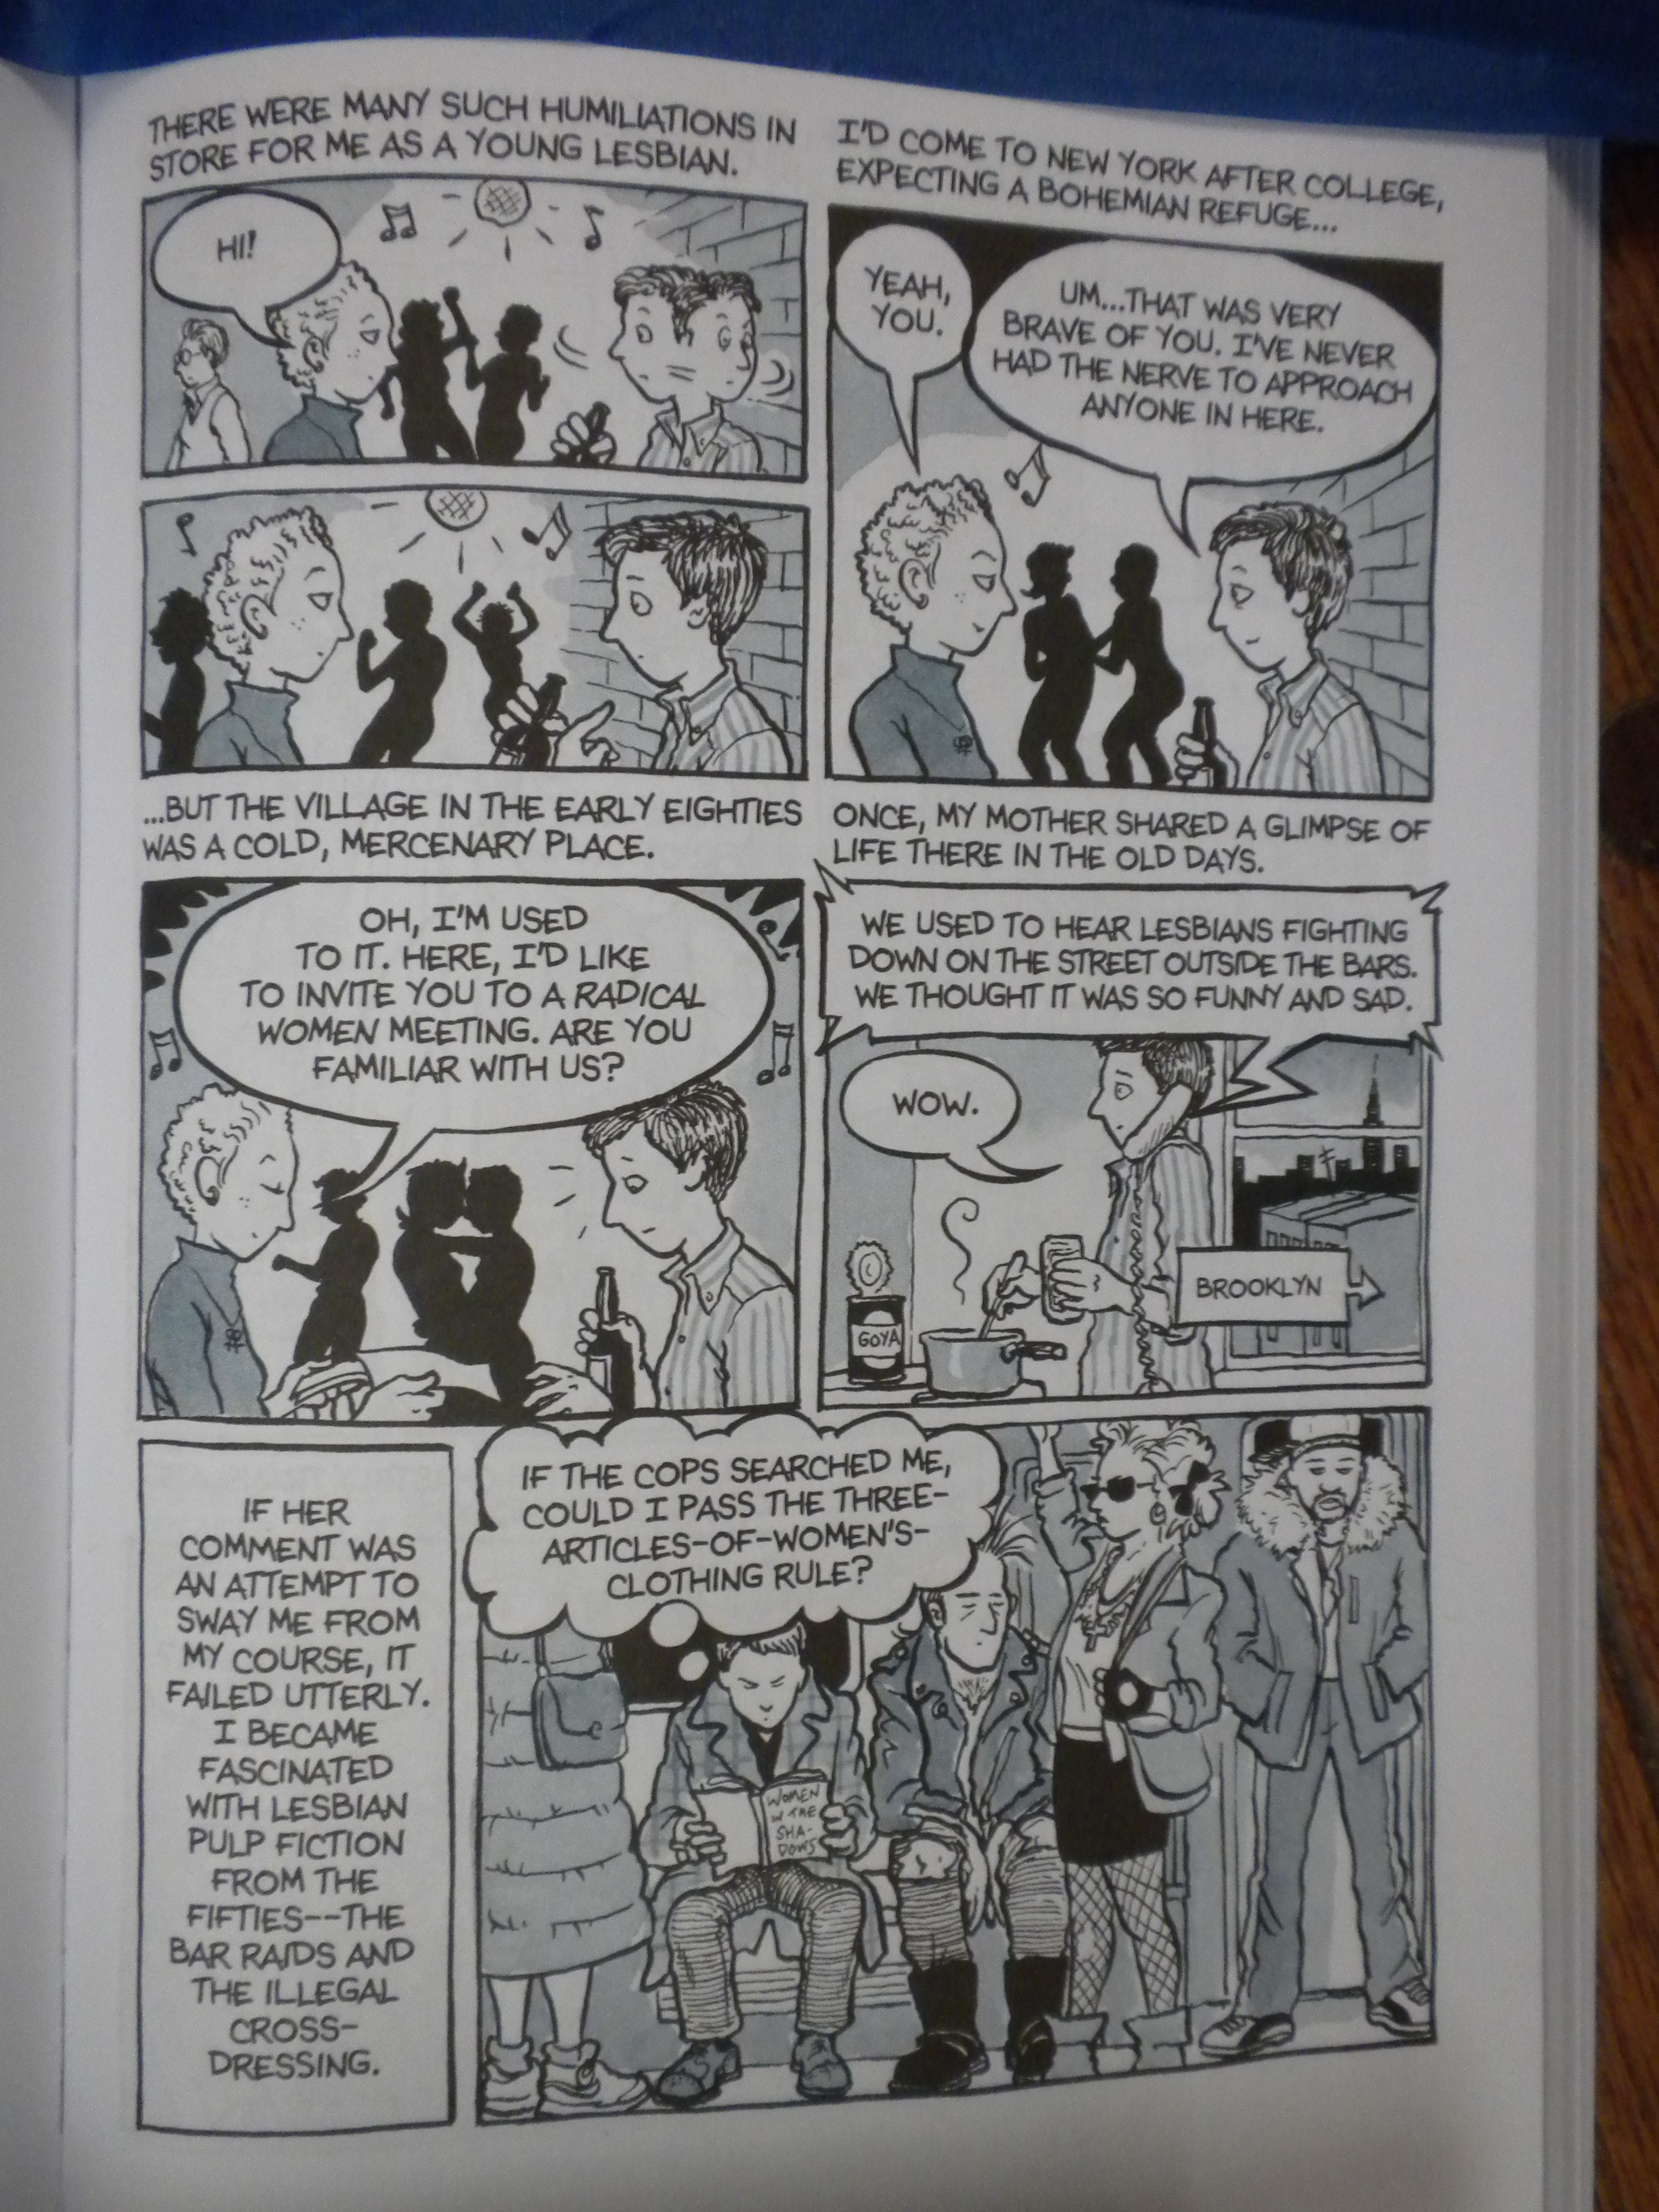 THERE WERE MANY SUCH HUMILIATIONS IN
STORE FOR ME AS A YOUNG LESBIAN.
HI!
I'D COME TO NEW YORK AFTER COLLEGE,
EXPECTING A BOHEMIAN REFUGE...
YEAH,
YOU.
UM...THAT WAS VERY
BRAVE OF YOU. I'VE NEVER
HAD THE NERVE TO APPROACH
ANYONE IN HERE.
...BUT THE VILLAGE IN THE EARLY EIGHTIES
WAS A COLD, MERCENARY PLACE.
OH, I'M USED
TO IT. HERE, I'D LIKE
TO INVITE YOU TO A RADICAL
WOMEN MEETING. ARE YOU
FAMILIAR WITH US?
ONCE, MY MOTHER SHARED A GLIMPSE OF
LIFE THERE IN THE OLD DAYS.
WE USED TO HEAR LESBIANS FIGHTING
DOWN ON THE STREET OUTSIDE THE BARS.
WE THOUGHT IT WAS SO FUNNY AND SAD.
WOW.
GOYA
BROOKLYN
IF HER
COMMENT WAS
AN ATTEMPT TO
SWAY ME FROM
MY COURSE, IT
FAILED UTTERLY.
I BECAME
FASCINATED
WITH LESBIAN
PULP FICTION
FROM THE
FIFTIES--THE
BAR RAIDS AND
THE ILLEGAL
CROSS-
DRESSING.
IF THE COPS SEARCHED ME,
COULD I PASS THE THREE-
ARTICLES-OF-WOMEN'S-
CLOTHING RULE?
WOMEN
IN THE
SHA-
DOWS